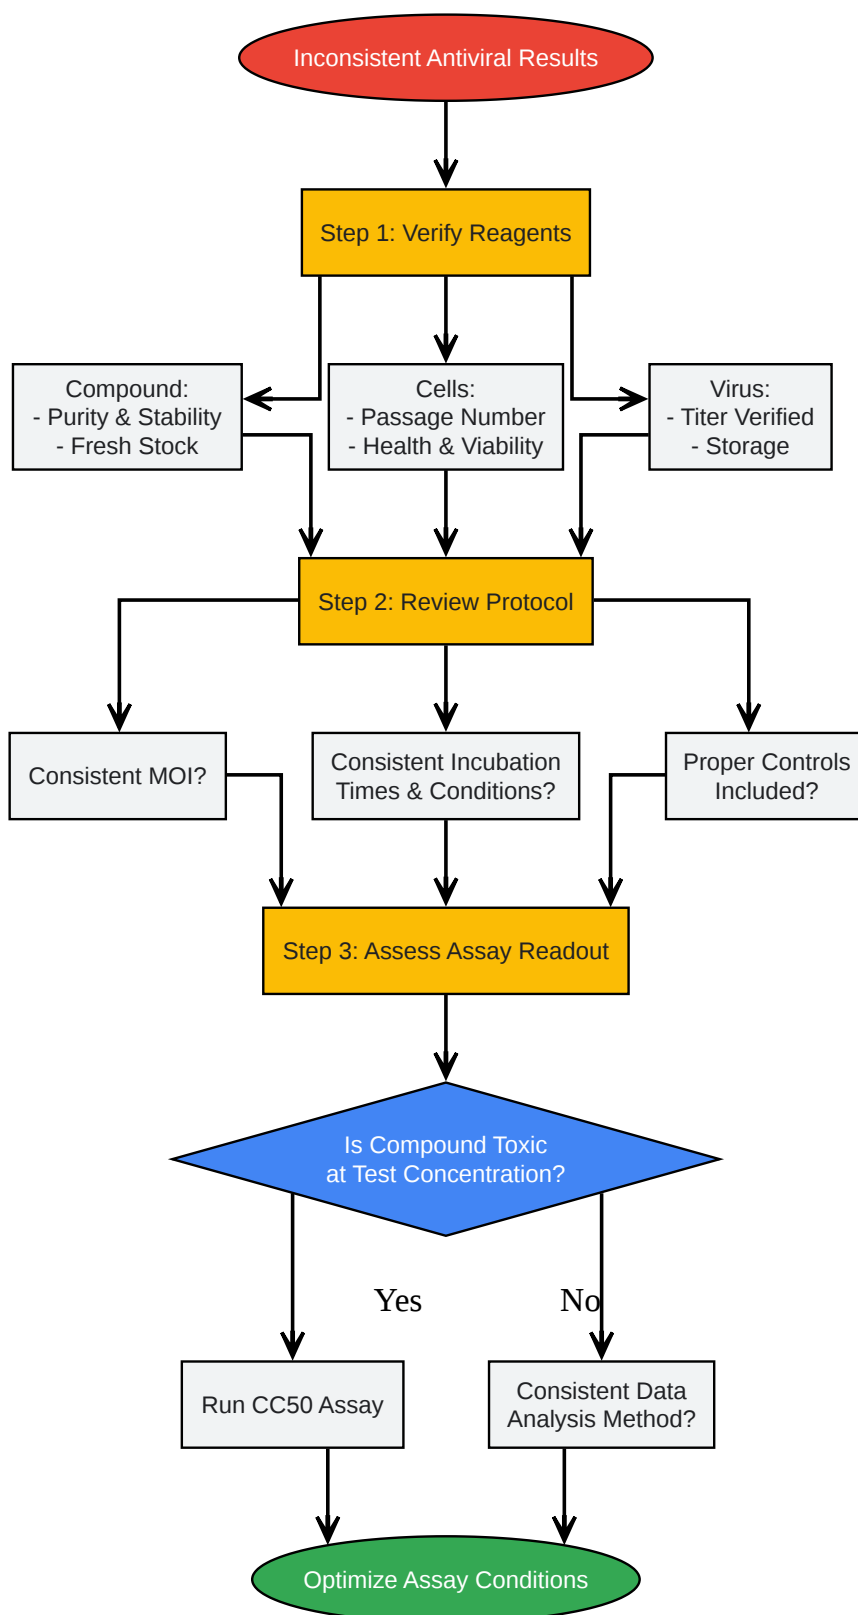 Inconsistent Antiviral Results
Step 1: Verify Reagents
Compound:
- Purity & Stability
- Fresh Stock
Cells:
- Passage Number
- Health & Viability
Virus:
- Titer Verified
- Storage
Step 2: Review Protocol
Consistent MOI?
Consistent Incubation
Times & Conditions?
Proper Controls
Included?
Step 3: Assess Assay Readout
Is Compound Toxic
at Test Concentration?
Yes
No
Run CC50 Assay
Consistent Data
Analysis Method?
Optimize Assay Conditions